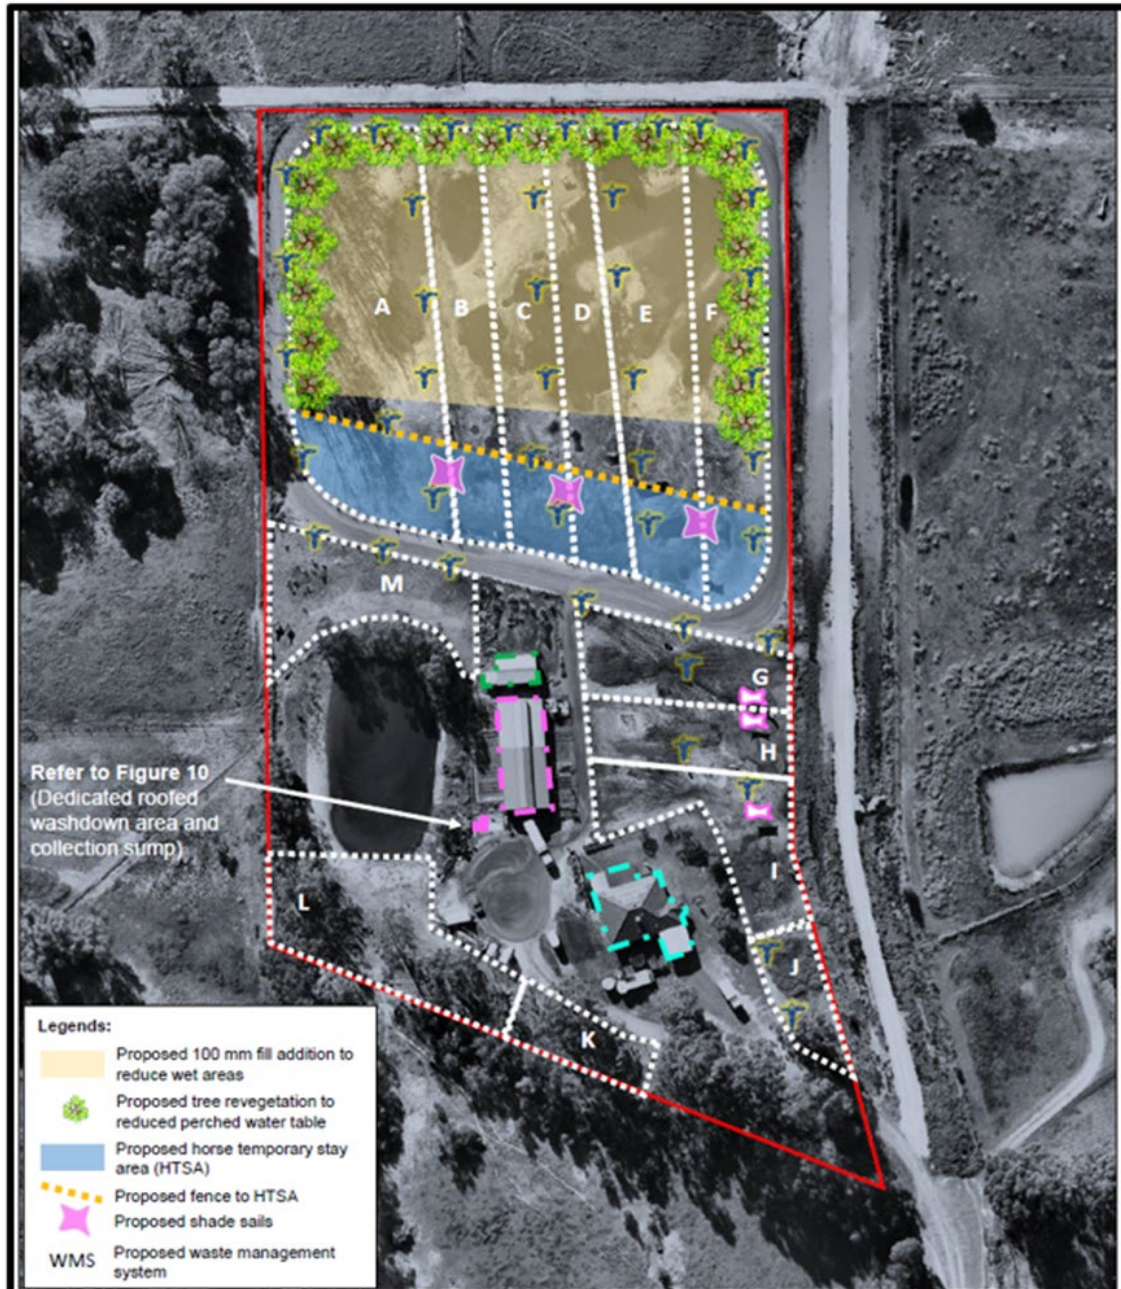 A
B
C
D
E
F
M
G
H
Refer to Figure 10
(Dedicated roofed
washdown area and
collection sump)
I
L
J
K
Legends:
Proposed 100 mm fill addition to
reduce wet areas
Proposed tree revegetation to
reduced perched water table
Proposed horse temporary stay
area (HTSA)
Proposed fence to HTSA
Proposed shade sails
WMS
Proposed waste management
system